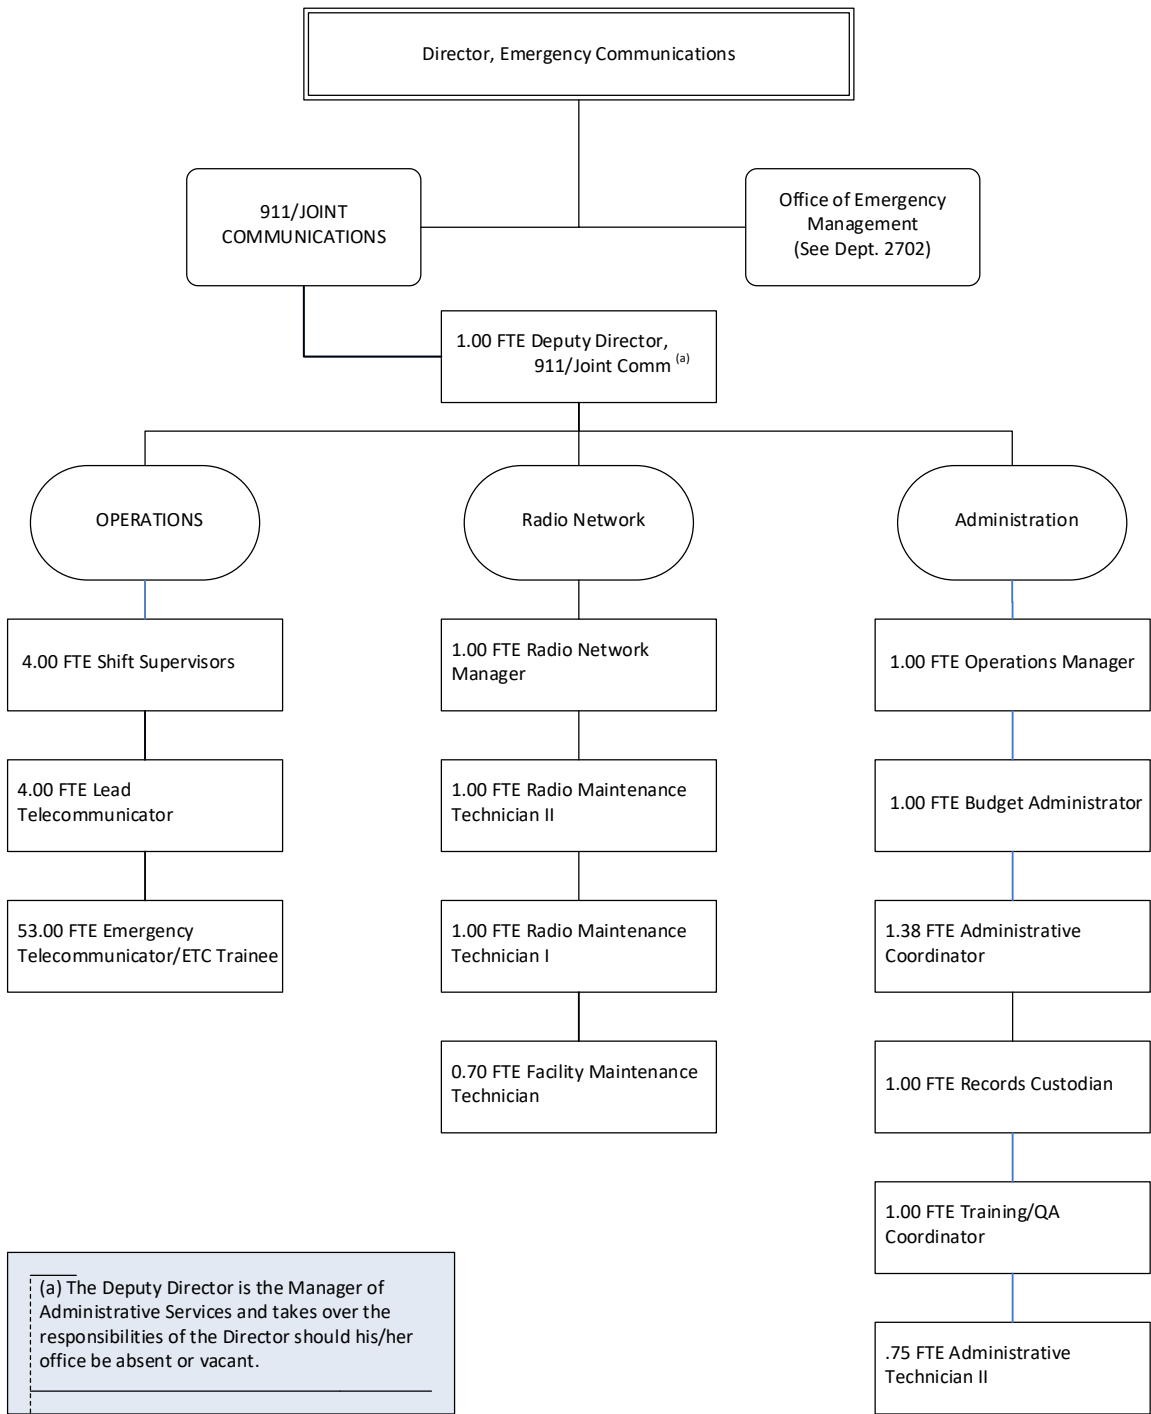 Director, Emergency Communications
911/JOINT
COMMUNICATIONS
Office of Emergency
Management
(See Dept. 2702)
1.00 FTE Deputy Director,
911/Joint Comm (a)
OPERATIONS
Radio Network
Administration
4.00 FTE Shift Supervisors
4.00 FTE Lead
Telecommunicator
53.00 FTE Emergency
Telecommunicator/ETC Trainee
1.00 FTE Radio Network
Manager
1.00 FTE Radio Maintenance
Technician II
1.00 FTE Radio Maintenance
Technician I
0.70 FTE Facility Maintenance
Technician
1.00 FTE Operations Manager
1.00 FTE Budget Administrator
1.38 FTE Administrative
Coordinator
1.00 FTE Records Custodian
1.00 FTE Training/QA
Coordinator
.75 FTE Administrative
Technician II
(a) The Deputy Director is the Manager of
Administrative Services and takes over the
responsibilities of the Director should his/her
office be absent or vacant.